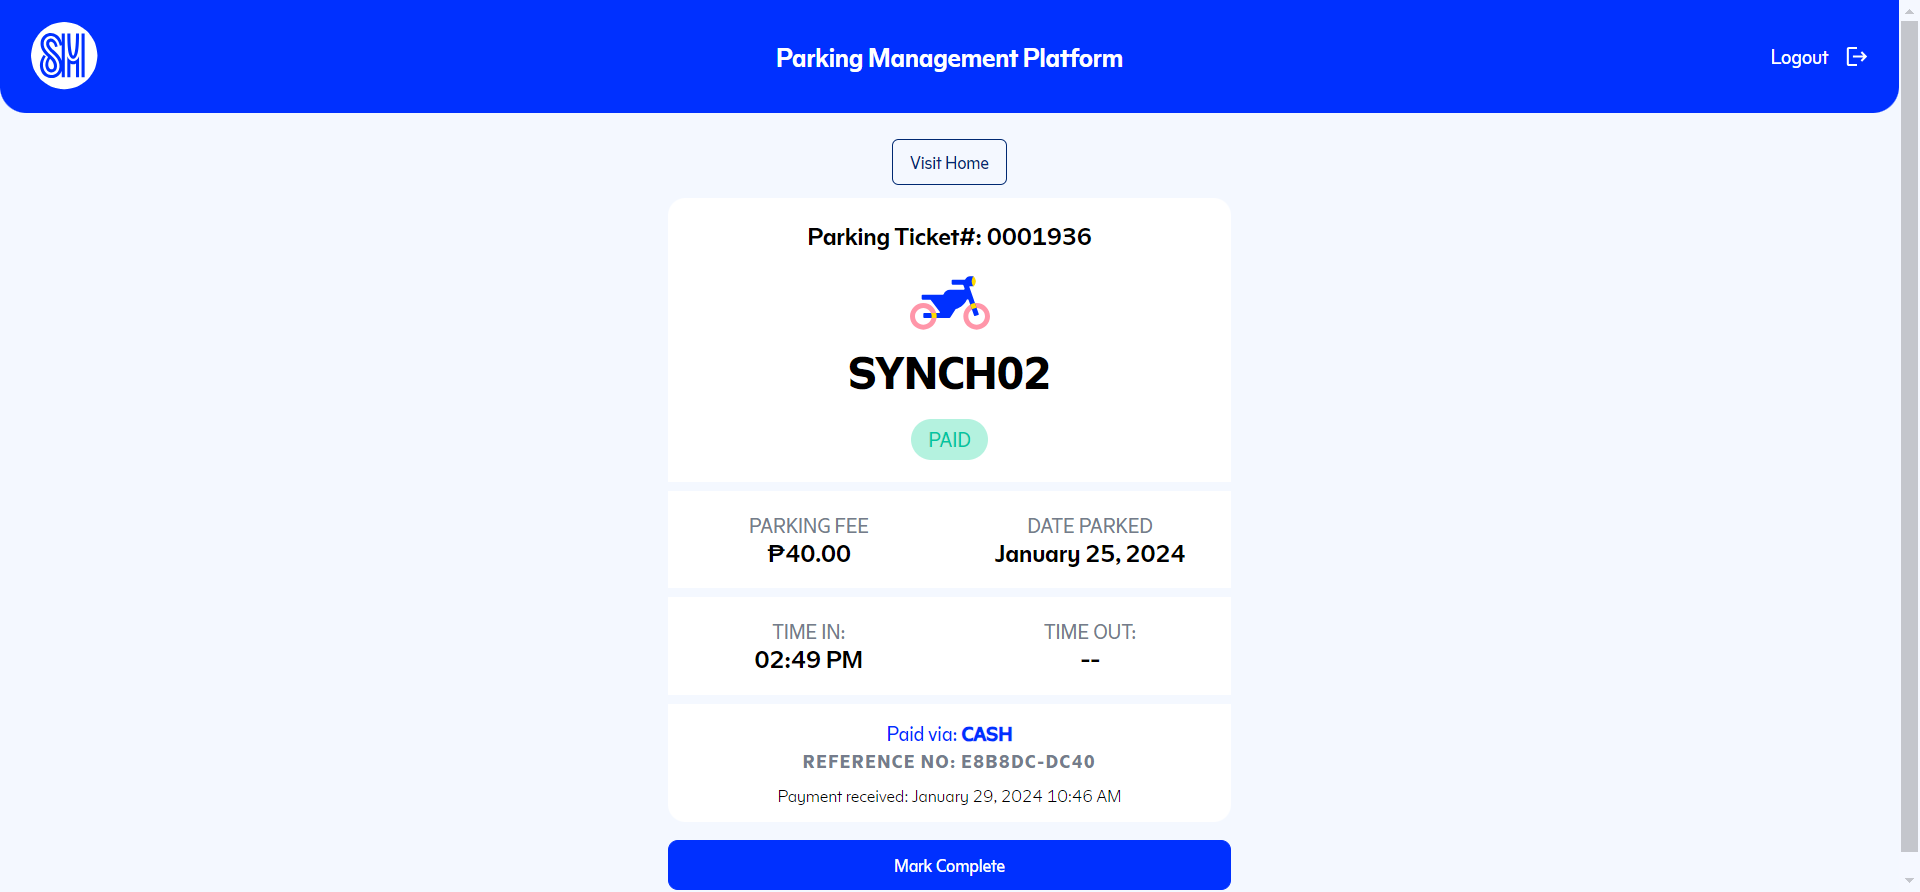 SM
Parking Management Platform
Logout
Visit Home
Parking Ticket#: 0001936
SYNCH02
PAID
PARKING FEE
₱40.00
DATE PARKED
January 25, 2024
TIME IN:
02:49 PM
TIME OUT:
--
Paid via: CASH
REFERENCE NO: E8B8DC-DC40
Payment received: January 29, 2024 10:46 AM
Mark Complete